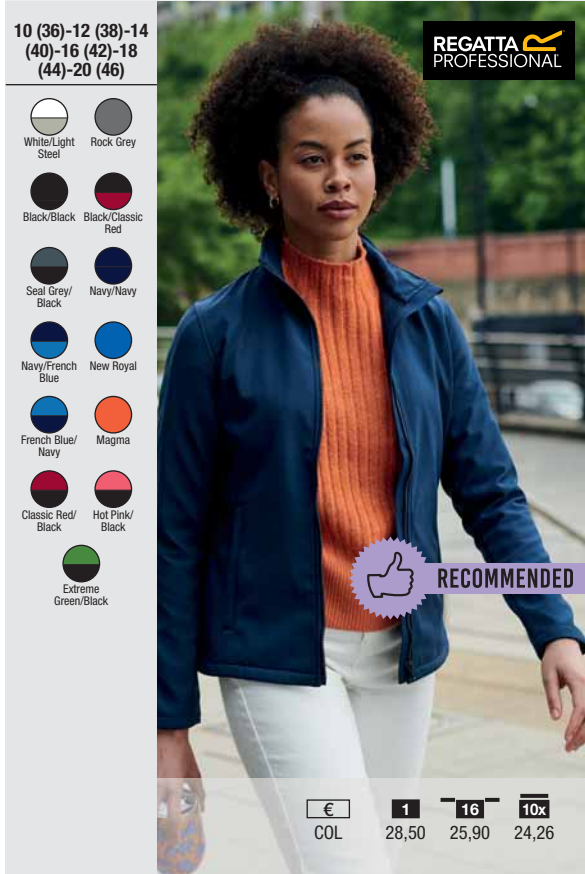 10 (36)-12 (38)-14
(40)-16 (42)-18
(44)-20 (46)
White/Light
Steel
Rock Grey
Black/Black
Black/Classic
Red
Seal Grey/
Black
Navy/Navy
Navy/French
Blue
New Royal
French Blue/
Navy
Magma
Classic Red/
Black
Hot Pink/
Black
Extreme
Green/Black
REGATTA
PROFESSIONAL
RECOMMENDED
€ 1 16 10x
COL 28,50 25,90 24,26